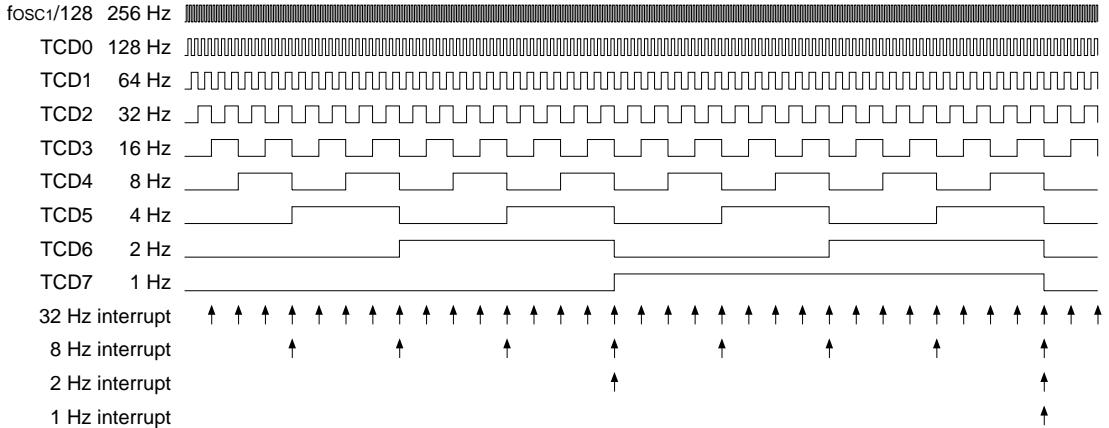 fOSC1/128 256 Hz
TCD0 128 Hz
TCD1 64 Hz
TCD2 32 Hz
TCD3 16 Hz
TCD4 8 Hz
TCD5 4 Hz
TCD6 2 Hz
TCD7 1 Hz
32 Hz interrupt
8 Hz interrupt
2 Hz interrupt
1 Hz interrupt